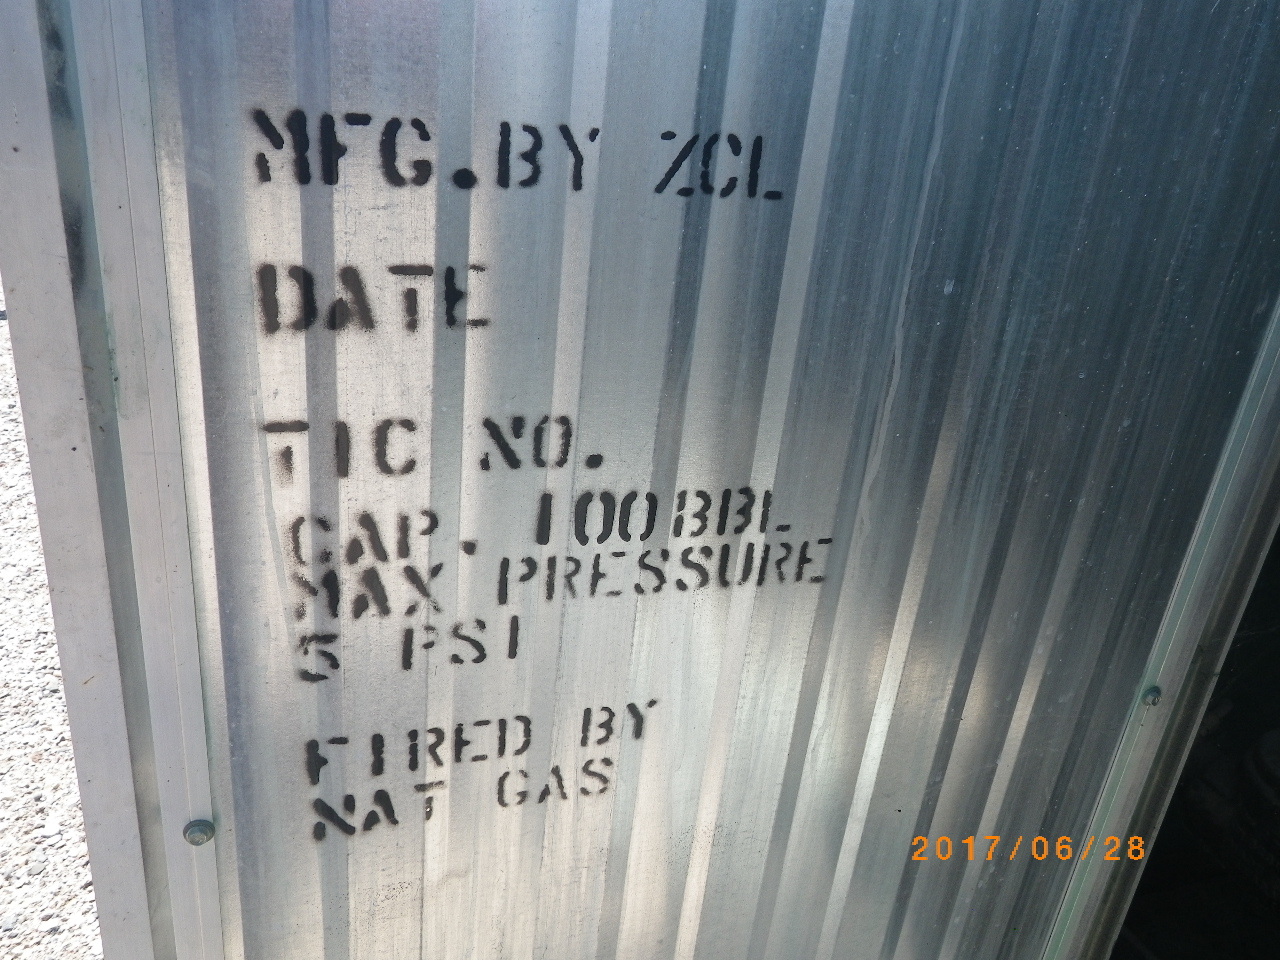 MFG.BY ZCL
DATE
TIC NO.
CAP. 100BBL
MAX PRESSURE
5 PSI
FIRED BY
NAT GAS
2017/06/28